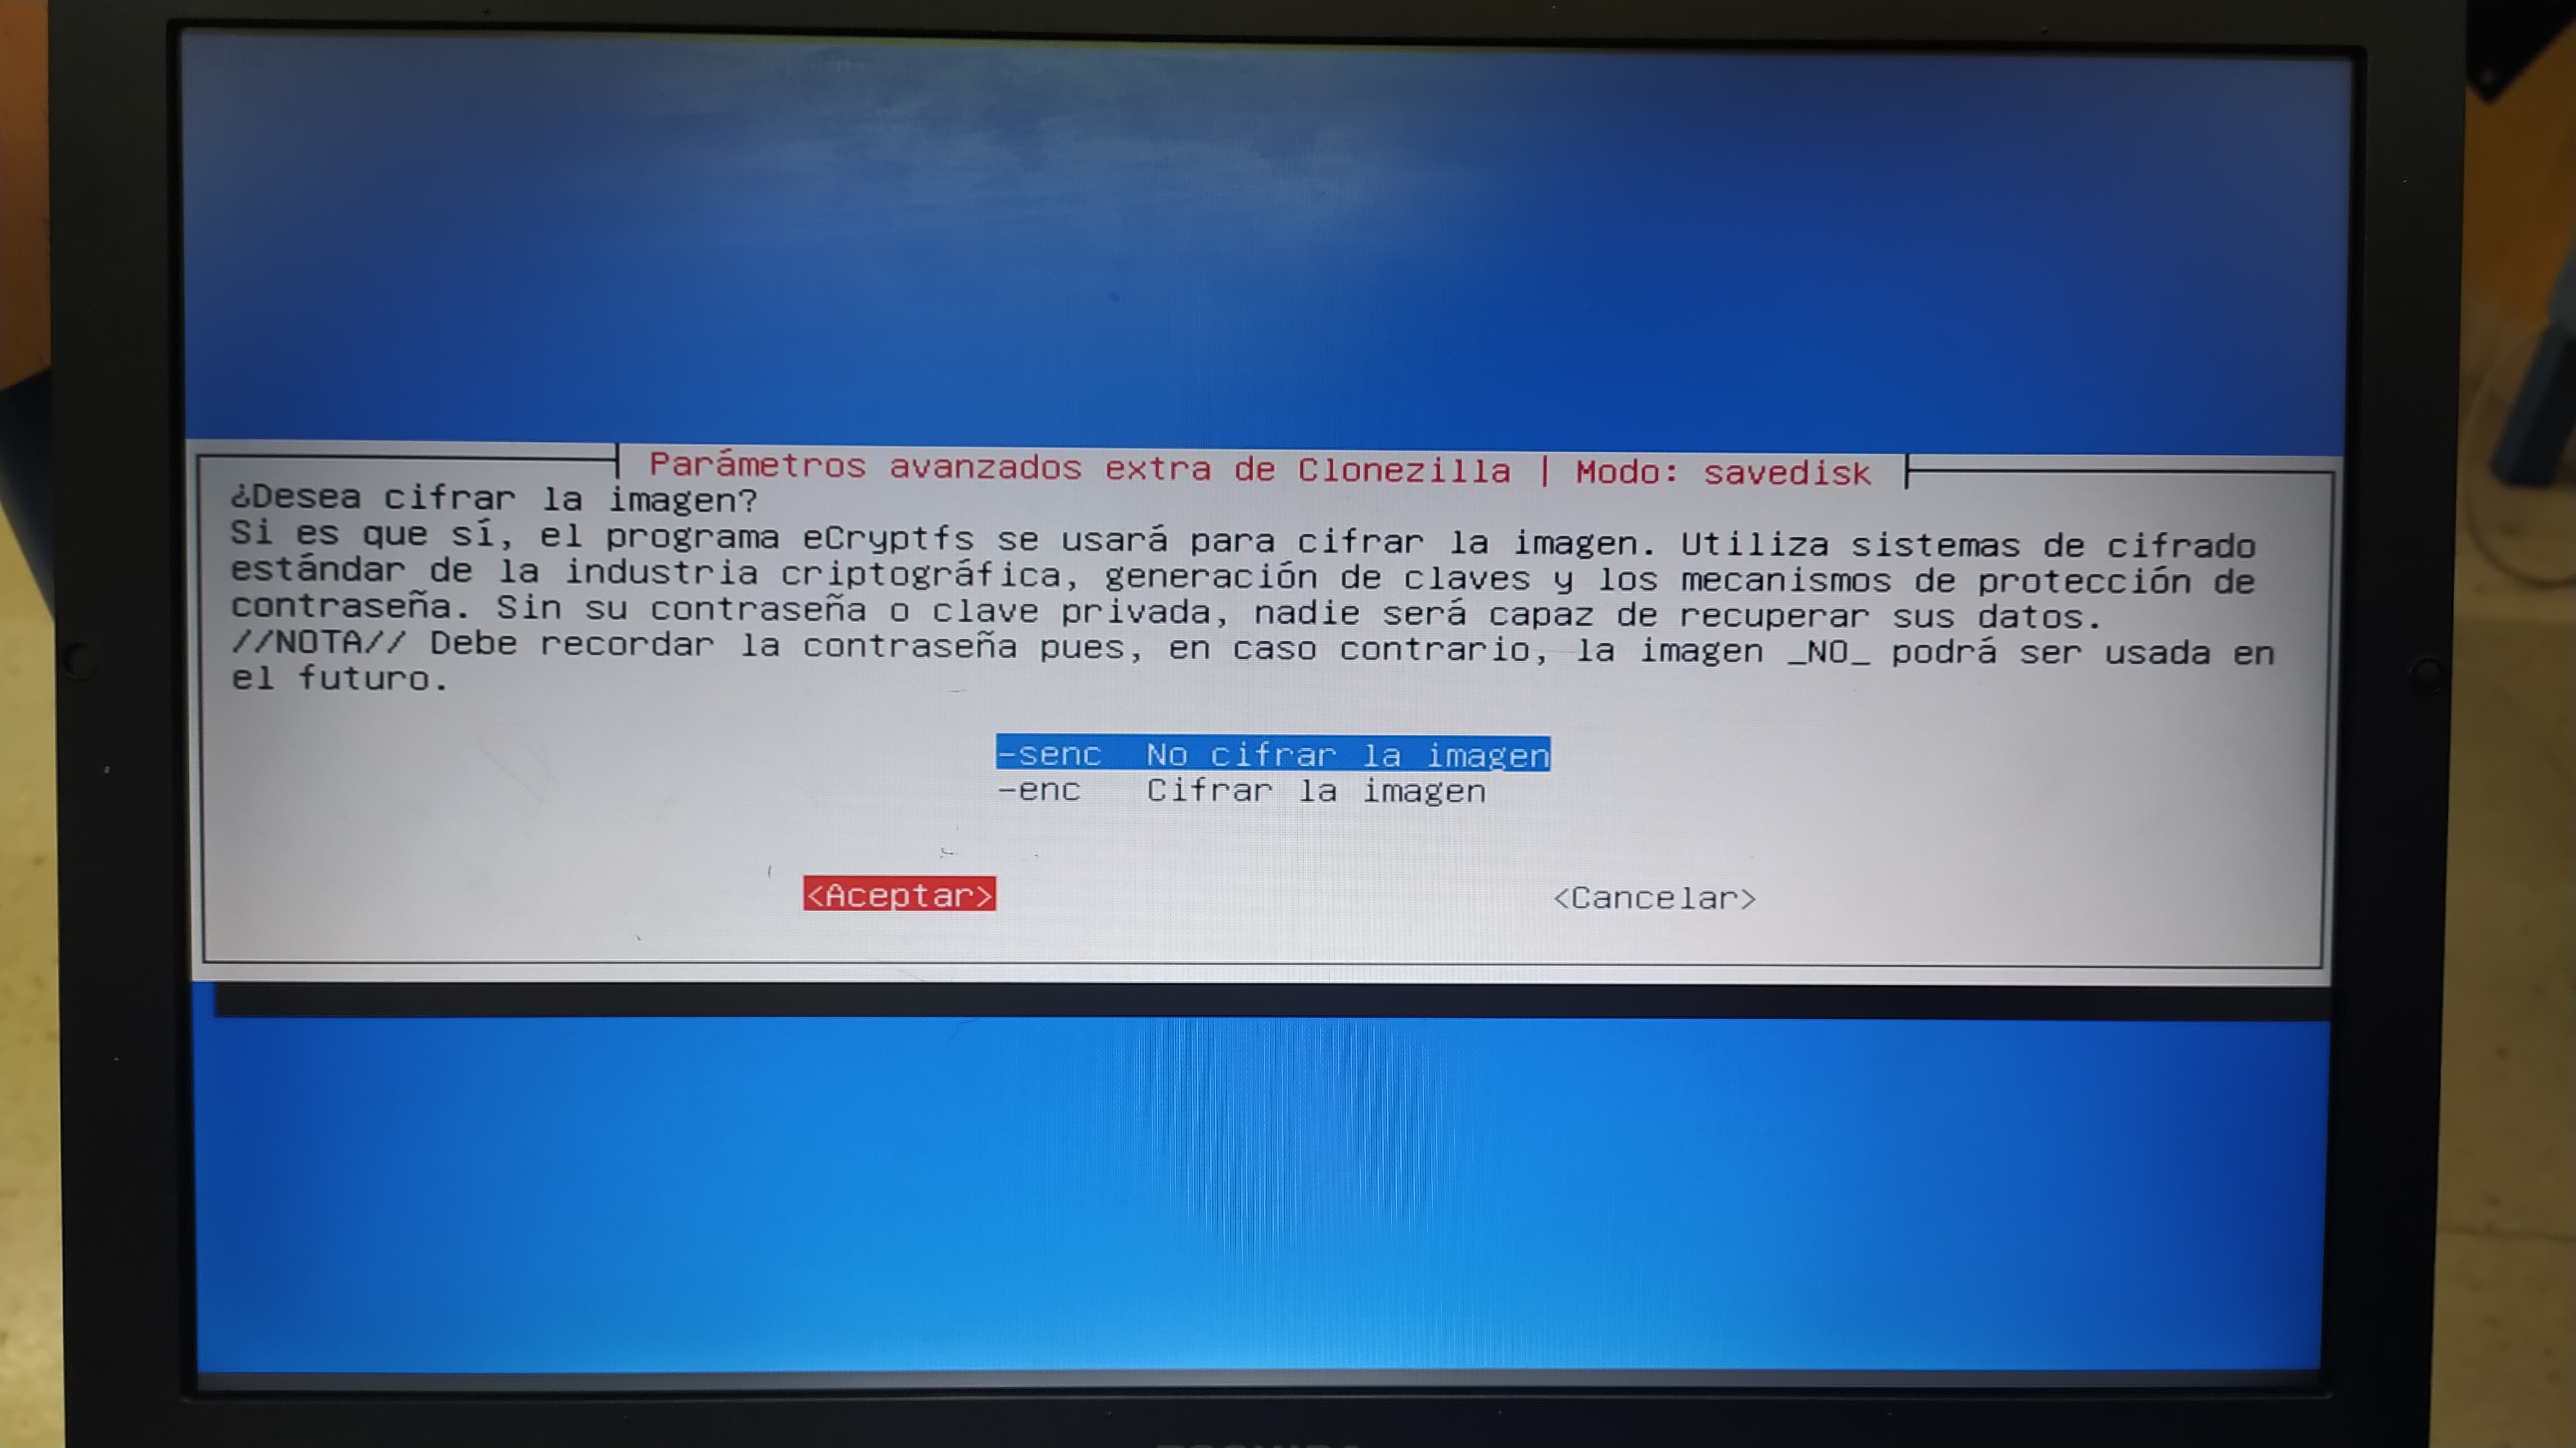 Parámetros avanzados extra de Clonezilla | Modo: savedisk
¿Desea cifrar la imagen?
Si es que sí, el programa eCryptfs se usará para cifrar la imagen. Utiliza sistemas de cifrado
estándar de la industria criptográfica, generación de claves y los mecanismos de protección de
contraseña. Sin su contraseña o clave privada, nadie será capaz de recuperar sus datos.
//NOTA// Debe recordar la contraseña pues, en caso contrario, la imagen _NO_ podrá ser usada en
el futuro.
-senc No cifrar la imagen
-enc Cifrar la imagen
<Aceptar> <Cancelar>